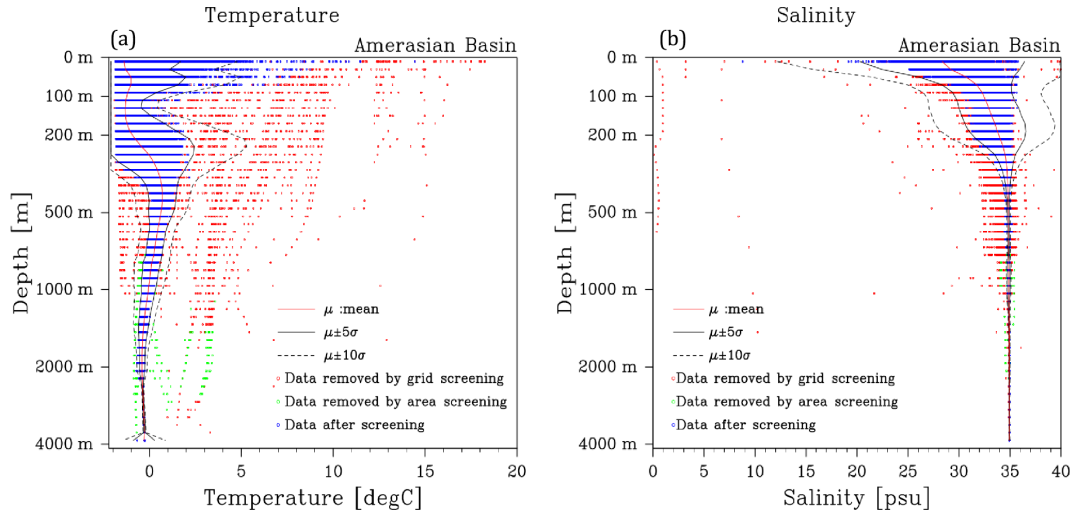 Temperature
(a)
Amerasian Basin
0 m
100 m
200 m
500 m
1000 m
2000 m
4000 m
Depth [m]
μ :mean
μ±5σ
μ±10σ
Data removed by grid screening
Data removed by area screening
Data after screening
0 5 10 15 20
Temperature [degC]
Salinity
(b)
Amerasian Basin
0 m
100 m
200 m
500 m
1000 m
2000 m
4000 m
Depth [m]
μ :mean
μ±5σ
μ±10σ
Data removed by grid screening
Data removed by area screening
Data after screening
0 5 10 15 20 25 30 35 40
Salinity [psu]